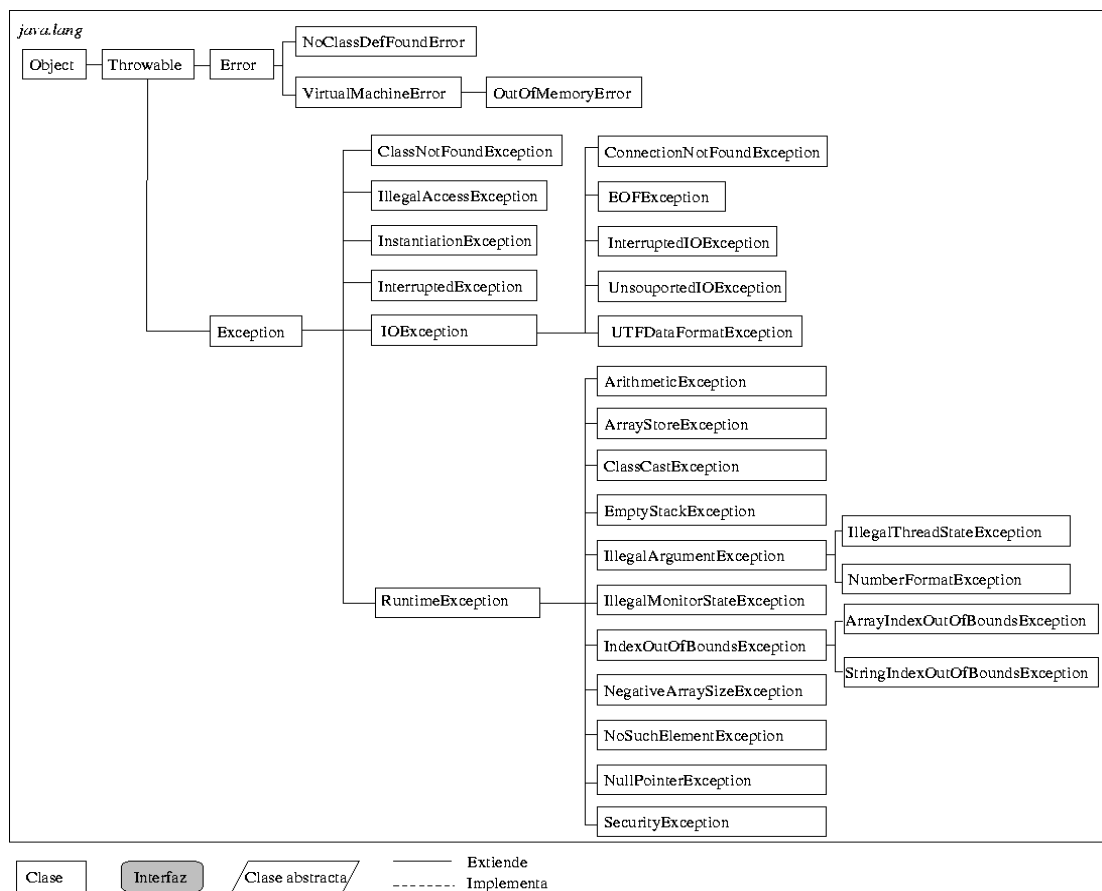 java.lang
Object
Throwable
Error
NoClassDefFoundError
VirtualMachineError
OutOfMemoryError
Exception
ClassNotFoundException
IllegalAccessException
InstantiationException
InterruptedException
IOException
ConnectionNotFoundException
EOFException
InterruptedIOException
UnsouportedIOException
UTFDataFormatException
RuntimeException
ArithmeticException
ArrayStoreException
ClassCastException
EmptyStackException
IllegalArgumentException
IllegalThreadStateException
NumberFormatException
IllegalMonitorStateException
IndexOutOfBoundsException
ArrayIndexOutOfBoundsException
StringIndexOutOfBoundsException
NegativeArraySizeException
NoSuchElementException
NullPointerException
SecurityException
Clase
Interfaz
Clase abstracta
Extiende
Implementa